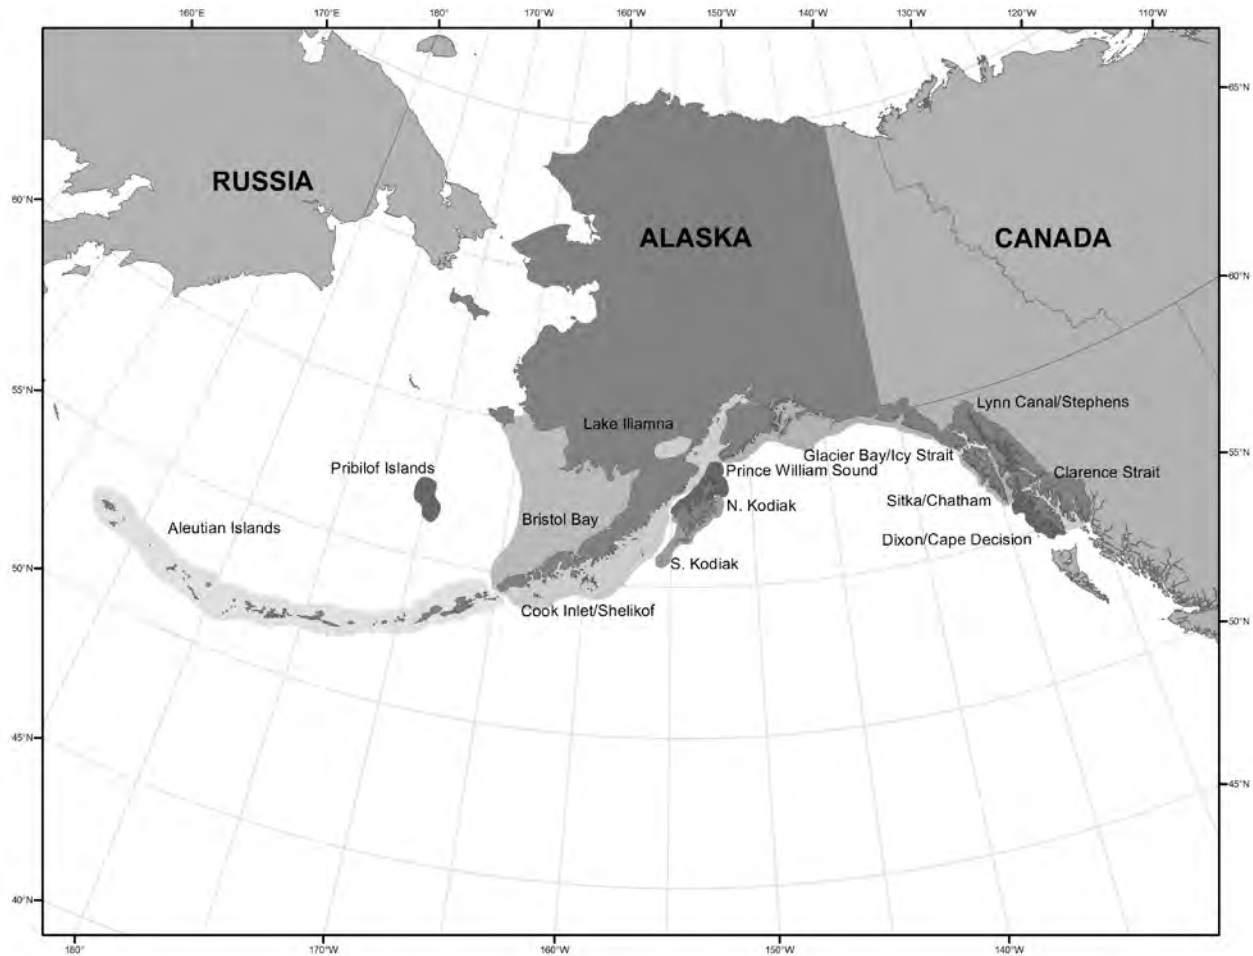 160°E 170°E 180° 170°W 160°W 150°W 140°W 130°W 120°W 110°W
65°N
RUSSIA
60°N
ALASKA
CANADA
60°N
55°N
Lynn Canal/Stephens
Lake Iliamna
55°N
Glacier Bay/Icy Strait
Pribilof Islands
Prince William Sound
Clarence Strait
Sitka/Chatham
N. Kodiak
Bristol Bay
Aleutian Islands
Dixon/Cape Decision
S. Kodiak
50°N
Cook Inlet/Shelikof
50°N
45°N
45°N
40°N
180° 170°W 160°W 150°W 140°W